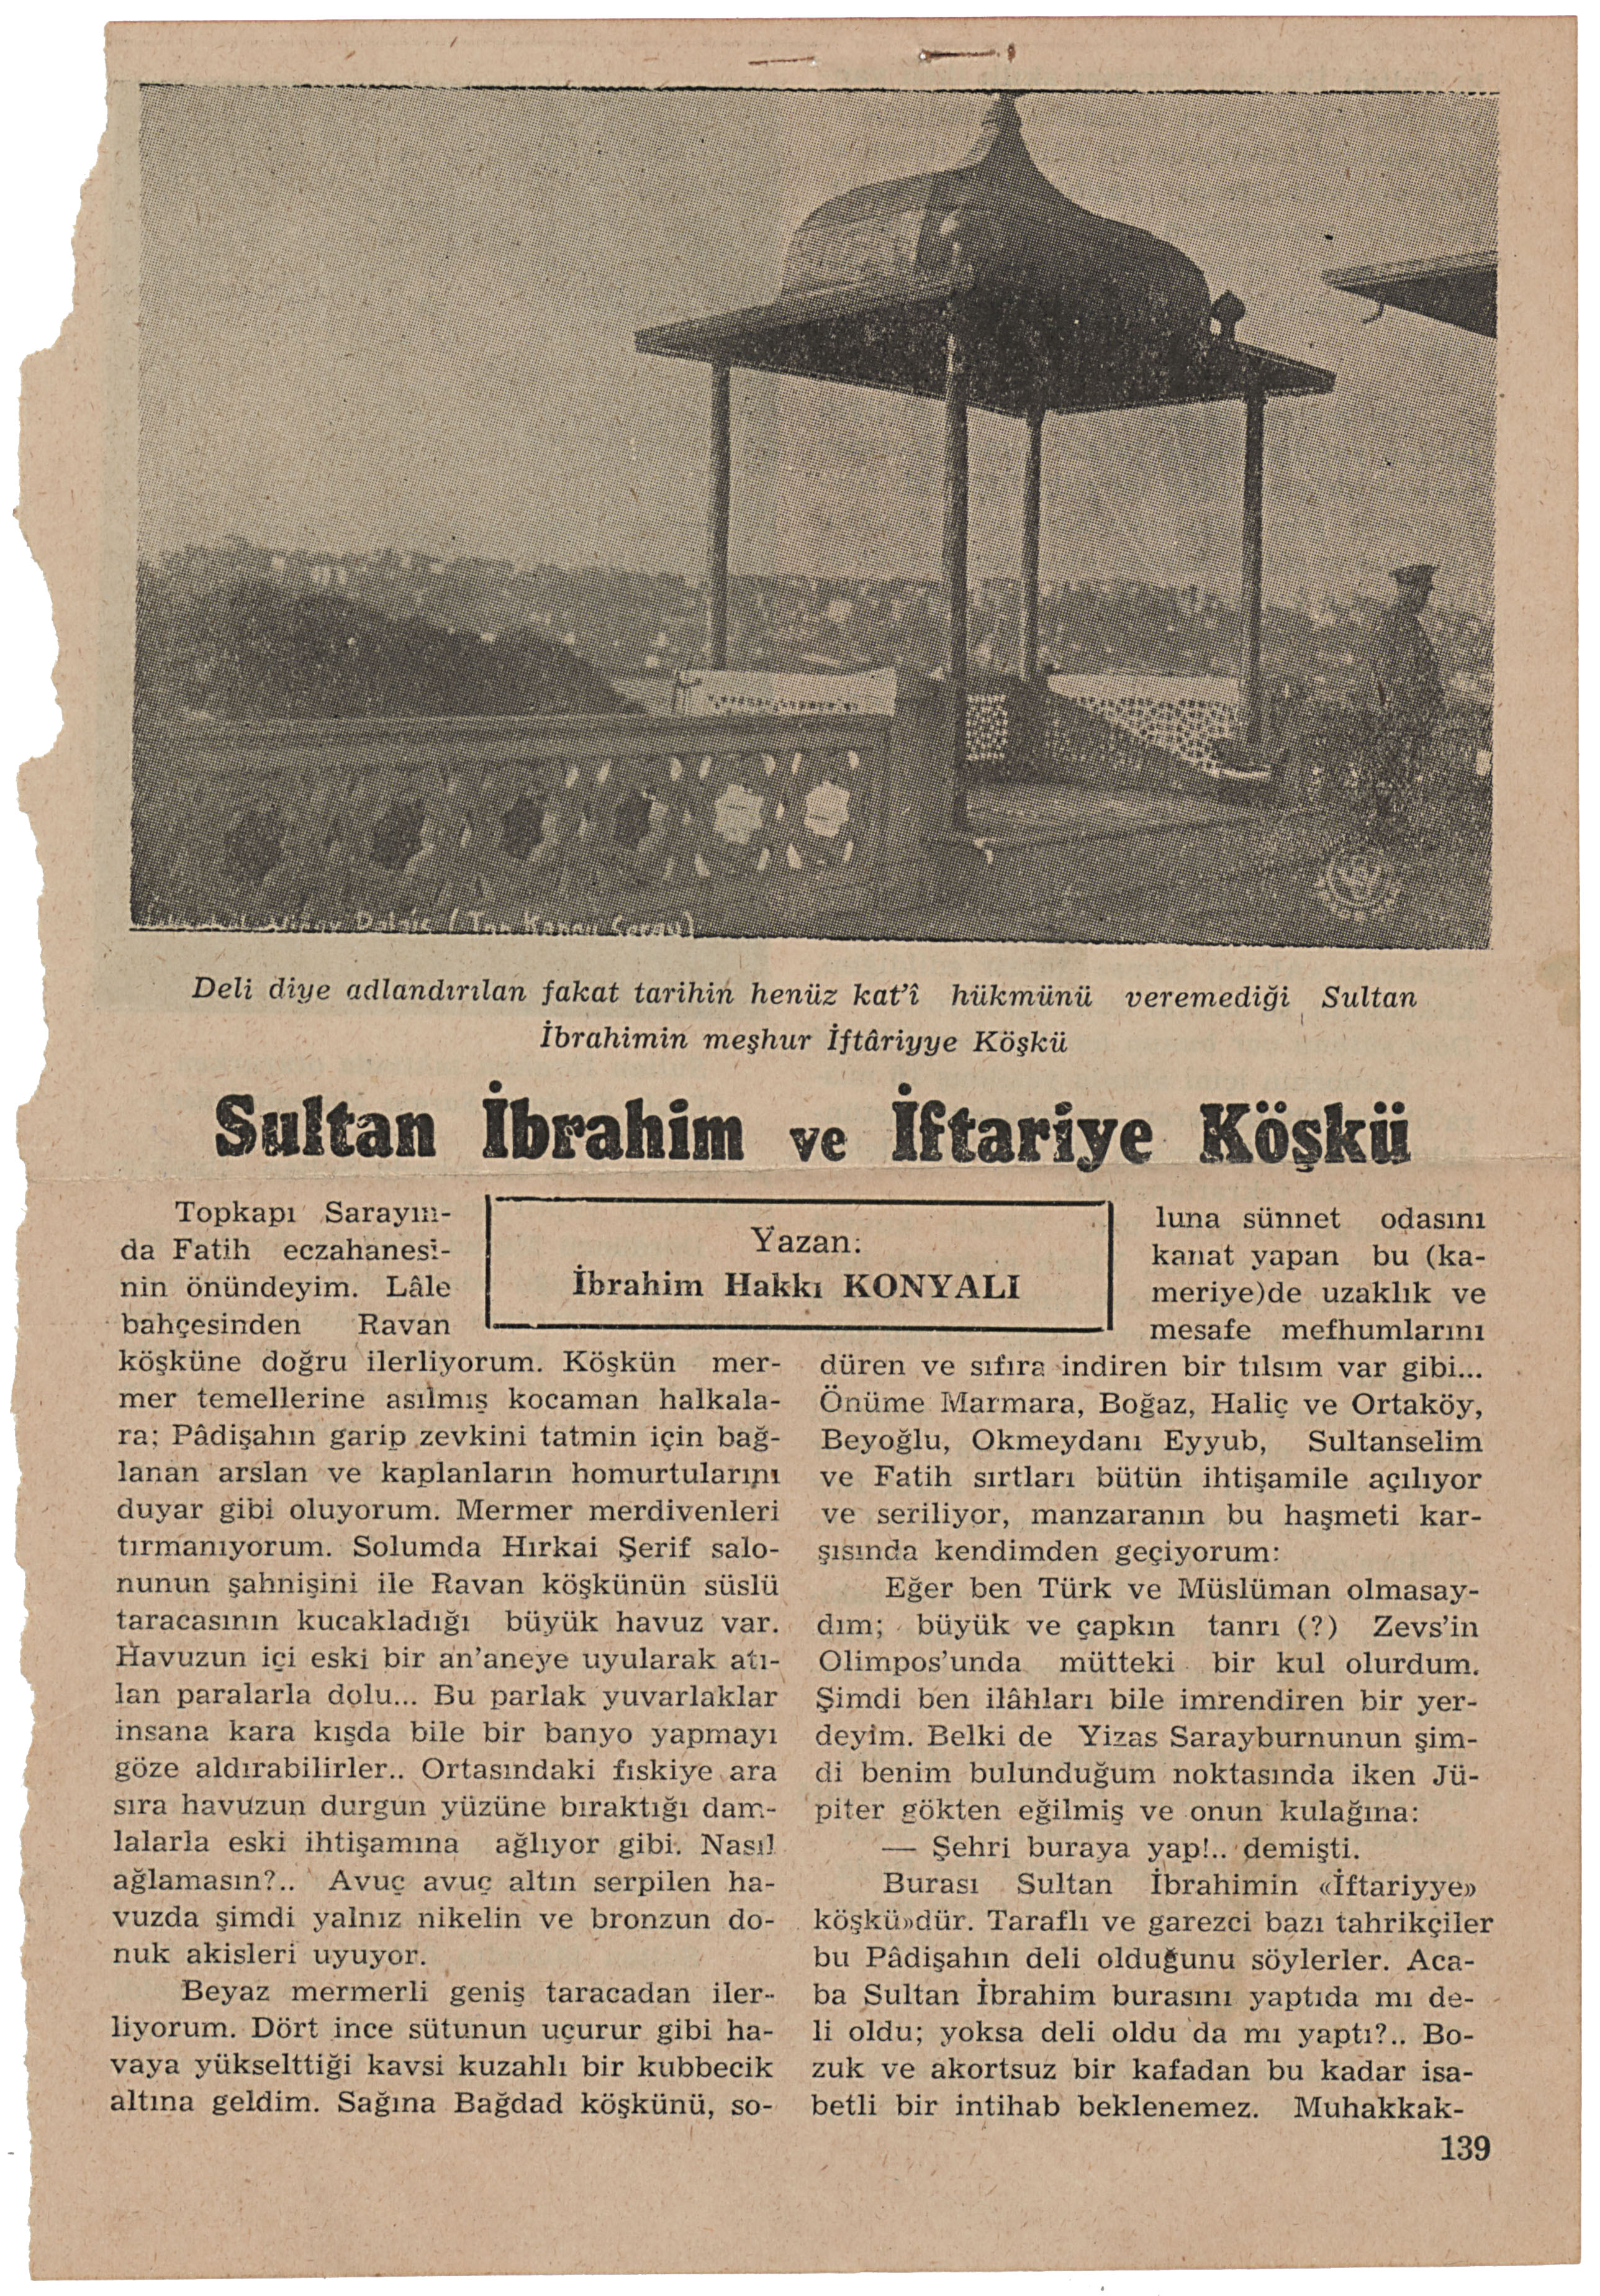 Palais (Top Kapou Seraï)
Deli diye adlandırılan fakat tarihin henüz kat'î hükmünü veremediği Sultan
İbrahimin meşhur İftâriyye Köşkü
Sultan İbrahim ve İftariye Köşkü
Yazan:
İbrahim Hakkı KONYALI
Topkapı Sarayın-
da Fatih eczahanesi-
nin önündeyim. Lâle
bahçesinden Ravan
köşküne doğru ilerliyorum. Köşkün mer-
mer temellerine asılmış kocaman halkala-
ra; Pâdişahın garip zevkini tatmin için bağ-
lanan arslan ve kaplanların homurtularını
duyar gibi oluyorum. Mermer merdivenleri
tırmanıyorum. Solumda Hırkai Şerif salo-
nunun şahnişini ile Ravan köşkünün süslü
taracasının kucakladığı büyük havuz var.
Havuzun içi eski bir an'aneye uyularak atı-
lan paralarla dolu... Bu parlak yuvarlaklar
insana kara kışda bile bir banyo yapmayı
göze aldırabilirler.. Ortasındaki fıskiye ara
sıra havuzun durgun yüzüne bıraktığı dam-
lalarla eski ihtişamına ağlıyor gibi. Nasıl
ağlamasın?.. Avuç avuç altın serpilen ha-
vuzda şimdi yalnız nikelin ve bronzun do-
nuk akisleri uyuyor.
Beyaz mermerli geniş taracadan iler-
liyorum. Dört ince sütunun uçurur gibi ha-
vaya yükselttiği kavsi kuzahlı bir kubbecik
altına geldim. Sağına Bağdad köşkünü, so-
luna sünnet odasını
kanat yapan bu (ka-
meriye)de uzaklık ve
mesafe mefhumlarını
düren ve sıfıra indiren bir tılsım var gibi...
Önüme Marmara, Boğaz, Haliç ve Ortaköy,
Beyoğlu, Okmeydanı Eyyub, Sultanselim
ve Fatih sırtları bütün ihtişamile açılıyor
ve seriliyor, manzaranın bu haşmeti kar-
şısında kendimden geçiyorum:
Eğer ben Türk ve Müslüman olmasay-
dım; büyük ve çapkın tanrı (?) Zevs'in
Olimpos'unda mütteki bir kul olurdum.
Şimdi ben ilâhları bile imrendiren bir yer-
deyim. Belki de Yizas Sarayburnunun şim-
di benim bulunduğum noktasında iken Jü-
piter gökten eğilmiş ve onun kulağına:
— Şehri buraya yap!.. demişti.
Burası Sultan İbrahimin «İftariyye»
köşkü»dür. Taraflı ve garezci bazı tahrikçiler
bu Pâdişahın deli olduğunu söylerler. Aca-
ba Sultan İbrahim burasını yaptıda mı de-
li oldu; yoksa deli oldu da mı yaptı?.. Bo-
zuk ve akortsuz bir kafadan bu kadar isa-
betli bir intihab beklenemez. Muhakkak-
139